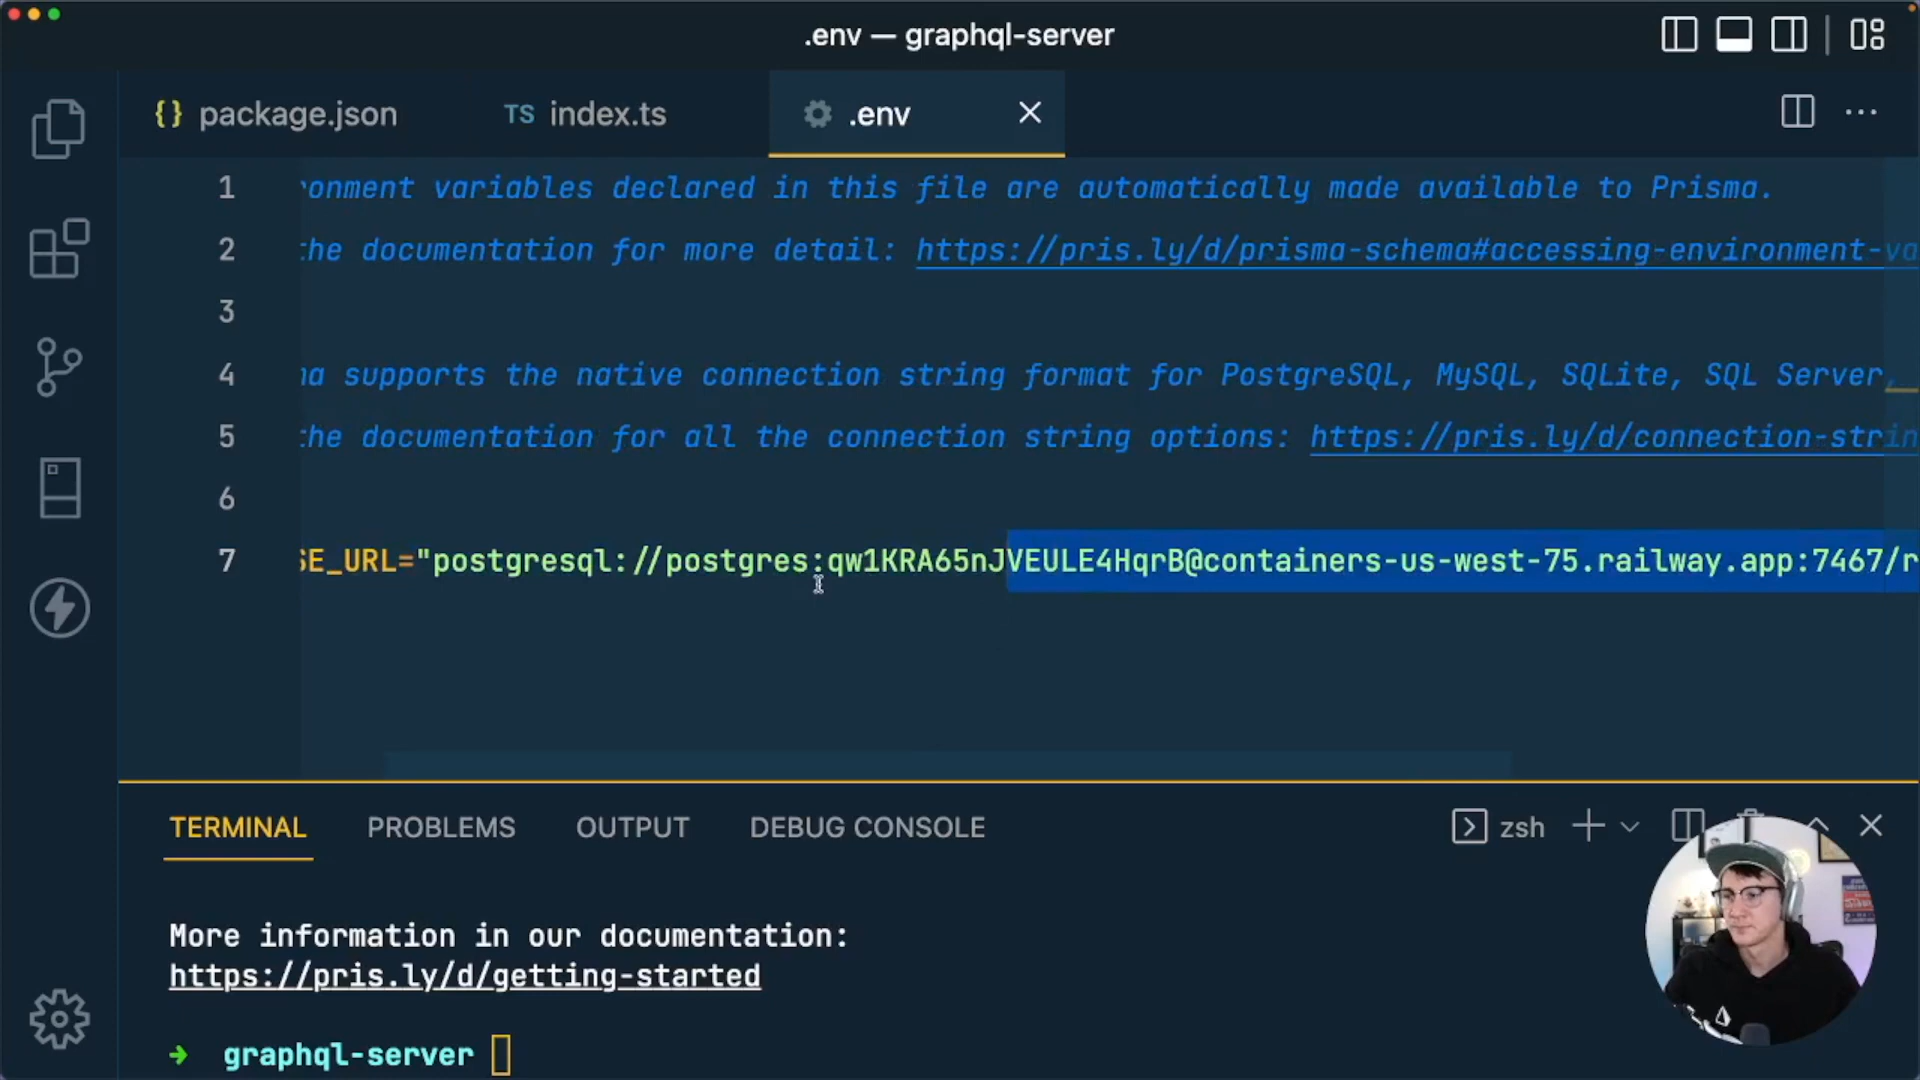 .env — graphql-server
{} package.json TS index.ts .env
1 onment variables declared in this file are automatically made available to Prisma.
2 the documentation for more detail: https://pris.ly/d/prisma-schema#accessing-environment-va
3
4 ma supports the native connection string format for PostgreSQL, MySQL, SQLite, SQL Server,
5 the documentation for all the connection string options: https://pris.ly/d/connection-strin
6
7 SE_URL="postgresql://postgres:qw1KRA65nJVEULE4HqrB@containers-us-west-75.railway.app:7467/r
TERMINAL PROBLEMS OUTPUT DEBUG CONSOLE zsh
More information in our documentation:
https://pris.ly/d/getting-started
→ graphql-server